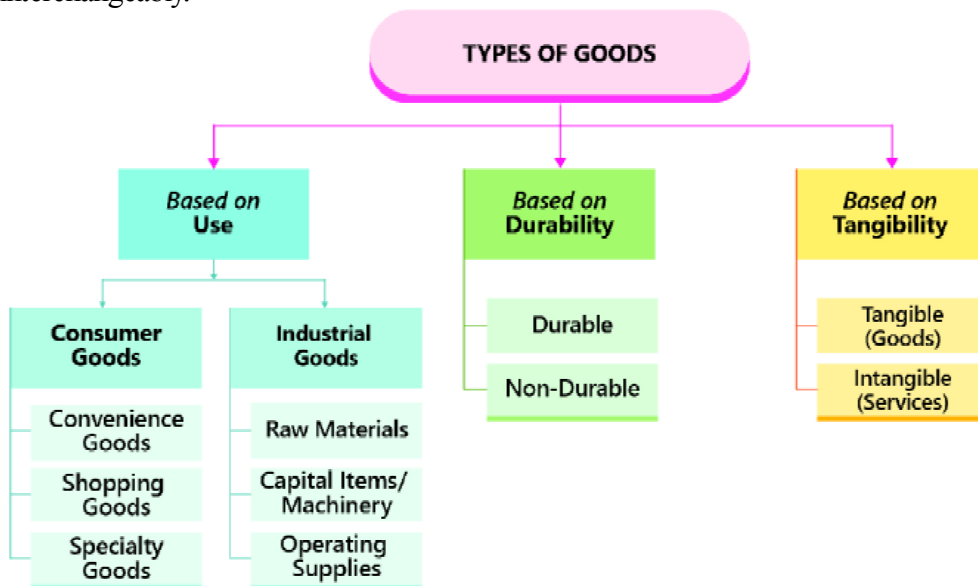 interchangeably.
TYPES OF GOODS
Based on
Use
Based on
Durability
Based on
Tangibility
Consumer
Goods
Industrial
Goods
Durable
Non-Durable
Tangible
(Goods)
Intangible
(Services)
Convenience
Goods
Shopping
Goods
Specialty
Goods
Raw Materials
Capital Items/
Machinery
Operating
Supplies